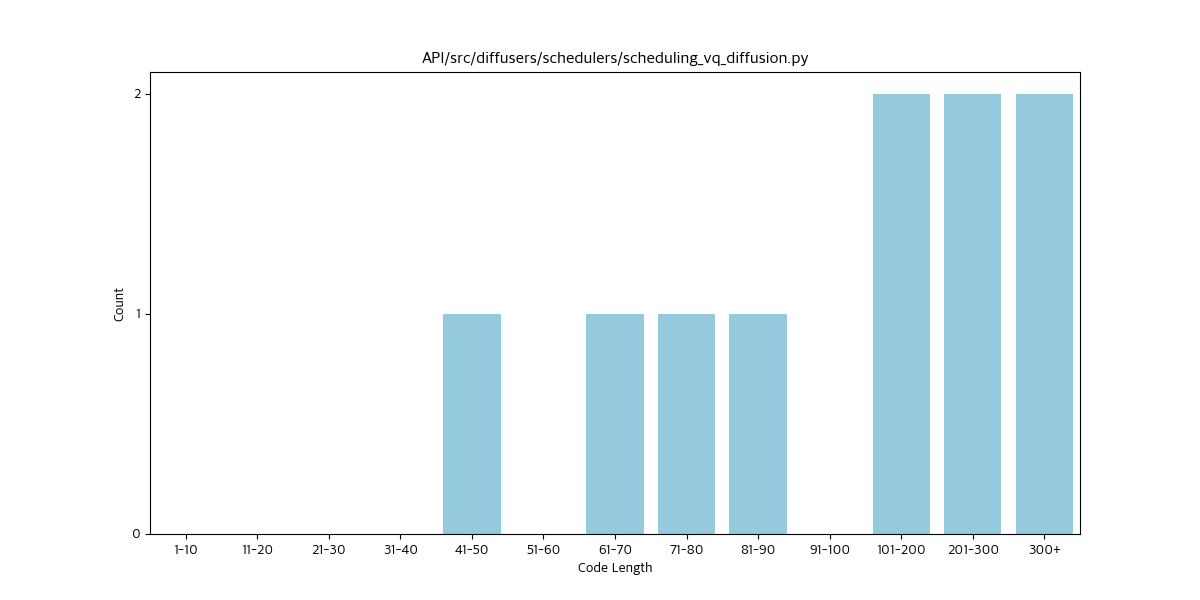 API/src/diffusers/schedulers/scheduling_vq_diffusion.py
2
1
0
Count
1-10 11-20 21-30 31-40 41-50 51-60 61-70 71-80 81-90 91-100 101-200 201-300 300+
Code Length